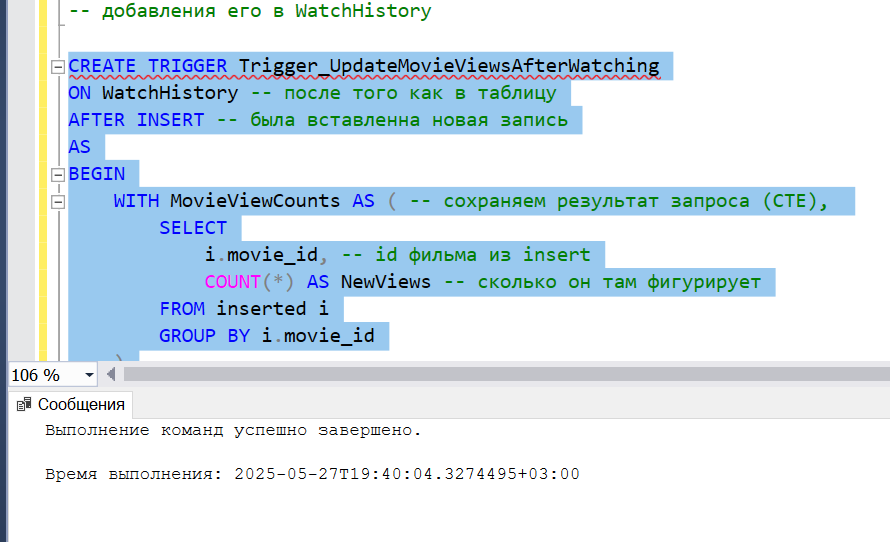 -- добавления его в WatchHistory
CREATE TRIGGER Trigger_UpdateMovieViewsAfterWatching
ON WatchHistory -- после того как в таблицу
AFTER INSERT -- была вставленна новая запись
AS
BEGIN
WITH MovieViewCounts AS ( -- сохраняем результат запроса (CTE),
SELECT
i.movie_id, -- id фильма из insert
COUNT(*) AS NewViews -- сколько он там фигурирует
FROM inserted i
GROUP BY i.movie_id
)
106 %
Сообщения
Выполнение команд успешно завершено.
Время выполнения: 2025-05-27T19:40:04.3274495+03:00